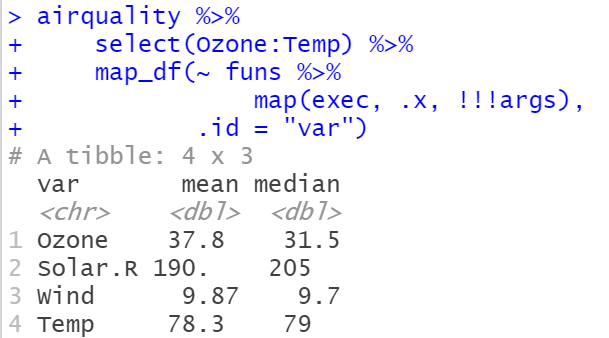 > airquality %>%
+     select(Ozone:Temp) %>%
+     map_df(~ funs %>%
+                map(exec, .x, !!!args),
+            .id = "var")
# A tibble: 4 x 3
  var       mean median
  <chr>    <dbl>  <dbl>
1 Ozone    37.8    31.5
2 Solar.R 190.    205
3 Wind      9.87    9.7
4 Temp     78.3    79